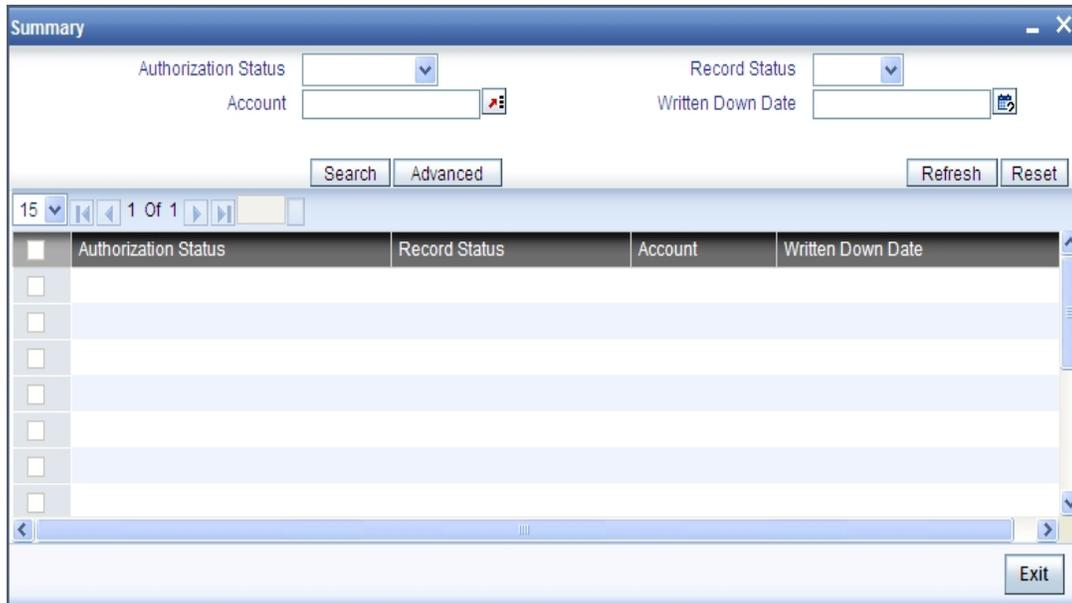 Summary
Authorization Status Record Status
Account Written Down Date
Search Advanced Refresh Reset
15 1 Of 1
Authorization Status Record Status Account Written Down Date
Exit